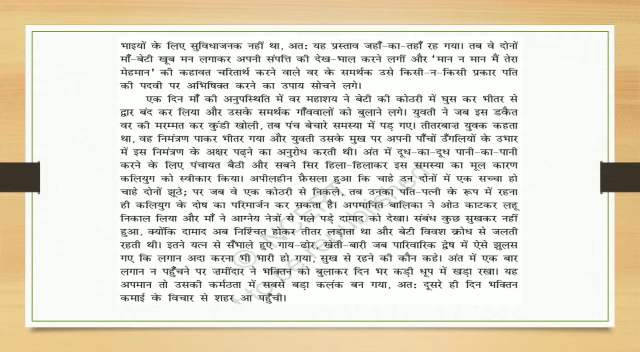 भाइयों के लिए सुविधाजनक नहीं था, अत: यह प्रस्ताव जहाँ-का-तहाँ रह गया। तब वे दोनों
माँ-बेटी खूब मन लगाकर अपनी संपत्ति की देख-भाल करने लगीं और 'मान न मान मैं तेरा
मेहमान' की कहावत चरितार्थ करने वाले वर के समर्थक उसे किसी-न-किसी प्रकार पति
की पदवी पर अभिषिक्त करने का उपाय सोचने लगे।
एक दिन माँ की अनुपस्थिति में वर महाशय ने बेटी की कोठरी में घुस कर भीतर से
द्वार बंद कर लिया और उसके समर्थक गाँववालों को बुलाने लगे। युवती ने जब इस डकैत
वर की मरम्मत कर कुंडी खोली, तब पंच बेचारे समस्या में पड़ गए। तीतरबाज़ युवक कहता
था, वह निमंत्रण पाकर भीतर गया और युवती उसके मुख पर अपनी पाँचों उँगलियों के उभार
में इस निमंत्रण के अक्षर पढ़ने का अनुरोध करती थी। अंत में दूध-का-दूध पानी-का-पानी
करने के लिए पंचायत बैठी और सबने सिर हिला-हिलाकर इस समस्या का मूल कारण
कलियुग को स्वीकार किया। अपीलहीन फ़ैसला हुआ कि चाहे उन दोनों में एक सच्चा हो
चाहे दोनों झूठे; पर जब वे एक कोठरी से निकले, तब उनका पति-पत्नी के रूप में रहना
ही कलियुग के दोष का परिमार्जन कर सकता है। अपमानित बालिका ने ओठ काटकर लहू
निकाल लिया और माँ ने आग्नेय नेत्रों से गले पड़े दामाद को देखा। संबंध कुछ सुखकर नहीं
हुआ, क्योंकि दामाद अब निश्चित होकर तीतर लड़ाता था और बेटी विवश क्रोध से जलती
रहती थी। इतने यत्न से सँभाले हुए गाय-ढोर, खेती-बारी जब पारिवारिक द्वेष में ऐसे झुलस
गए कि लगान अदा करना भी भारी हो गया, सुख से रहने की कौन कहे। अंत में एक बार
लगान न पहुँचने पर ज़मींदार ने भक्तिन को बुलाकर दिन भर कड़ी धूप में खड़ा रखा। यह
अपमान तो उसकी कर्मठता में सबसे बड़ा कलंक बन गया, अत: दूसरे ही दिन भक्तिन
कमाई के विचार से शहर आ पहुँची।